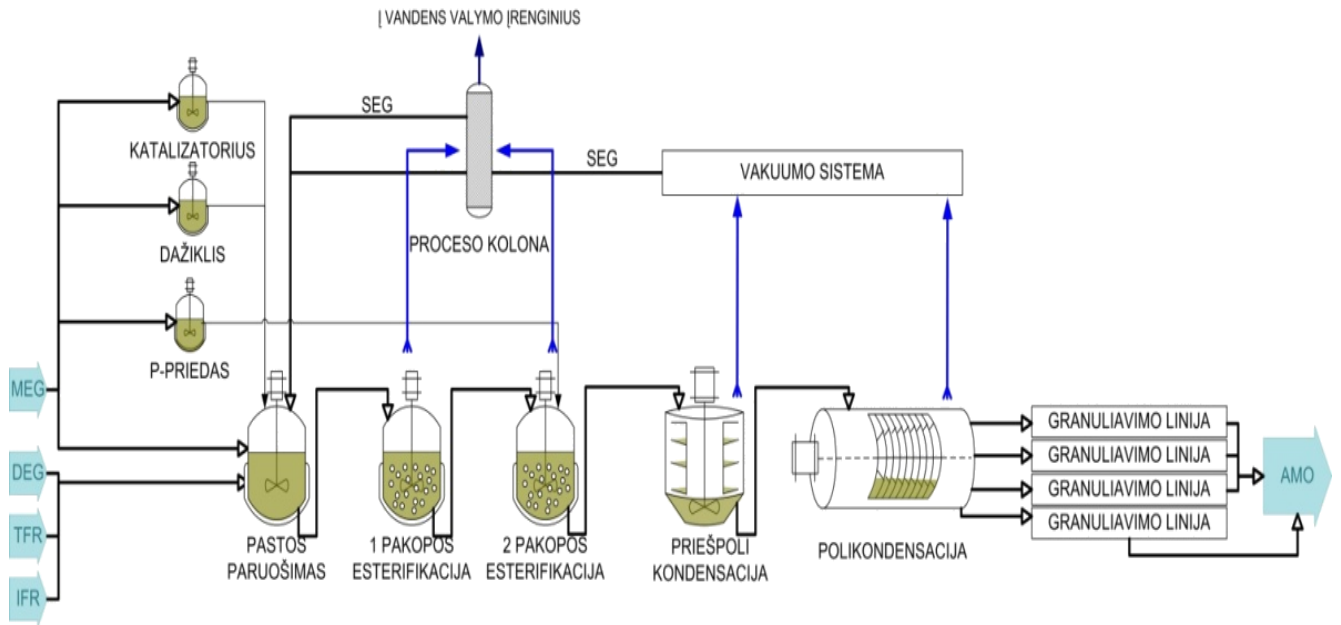 Į VANDENS VALYMO ĮRENGINIUS
SEG
KATALIZATORIUS
SEG
VAKUUMO SISTEMA
DAŽIKLIS
PROCESO KOLONA
P-PRIEDAS
MEG
DEG
TFR
IFR
PASTOS
PARUOŠIMAS
1 PAKOPOS
ESTERIFIKACIJA
2 PAKOPOS
ESTERIFIKACIJA
PRIEŠPOLI
KONDENSACIJA
POLIKONDENSACIJA
GRANULIAVIMO LINIJA
GRANULIAVIMO LINIJA
GRANULIAVIMO LINIJA
GRANULIAVIMO LINIJA
AMO